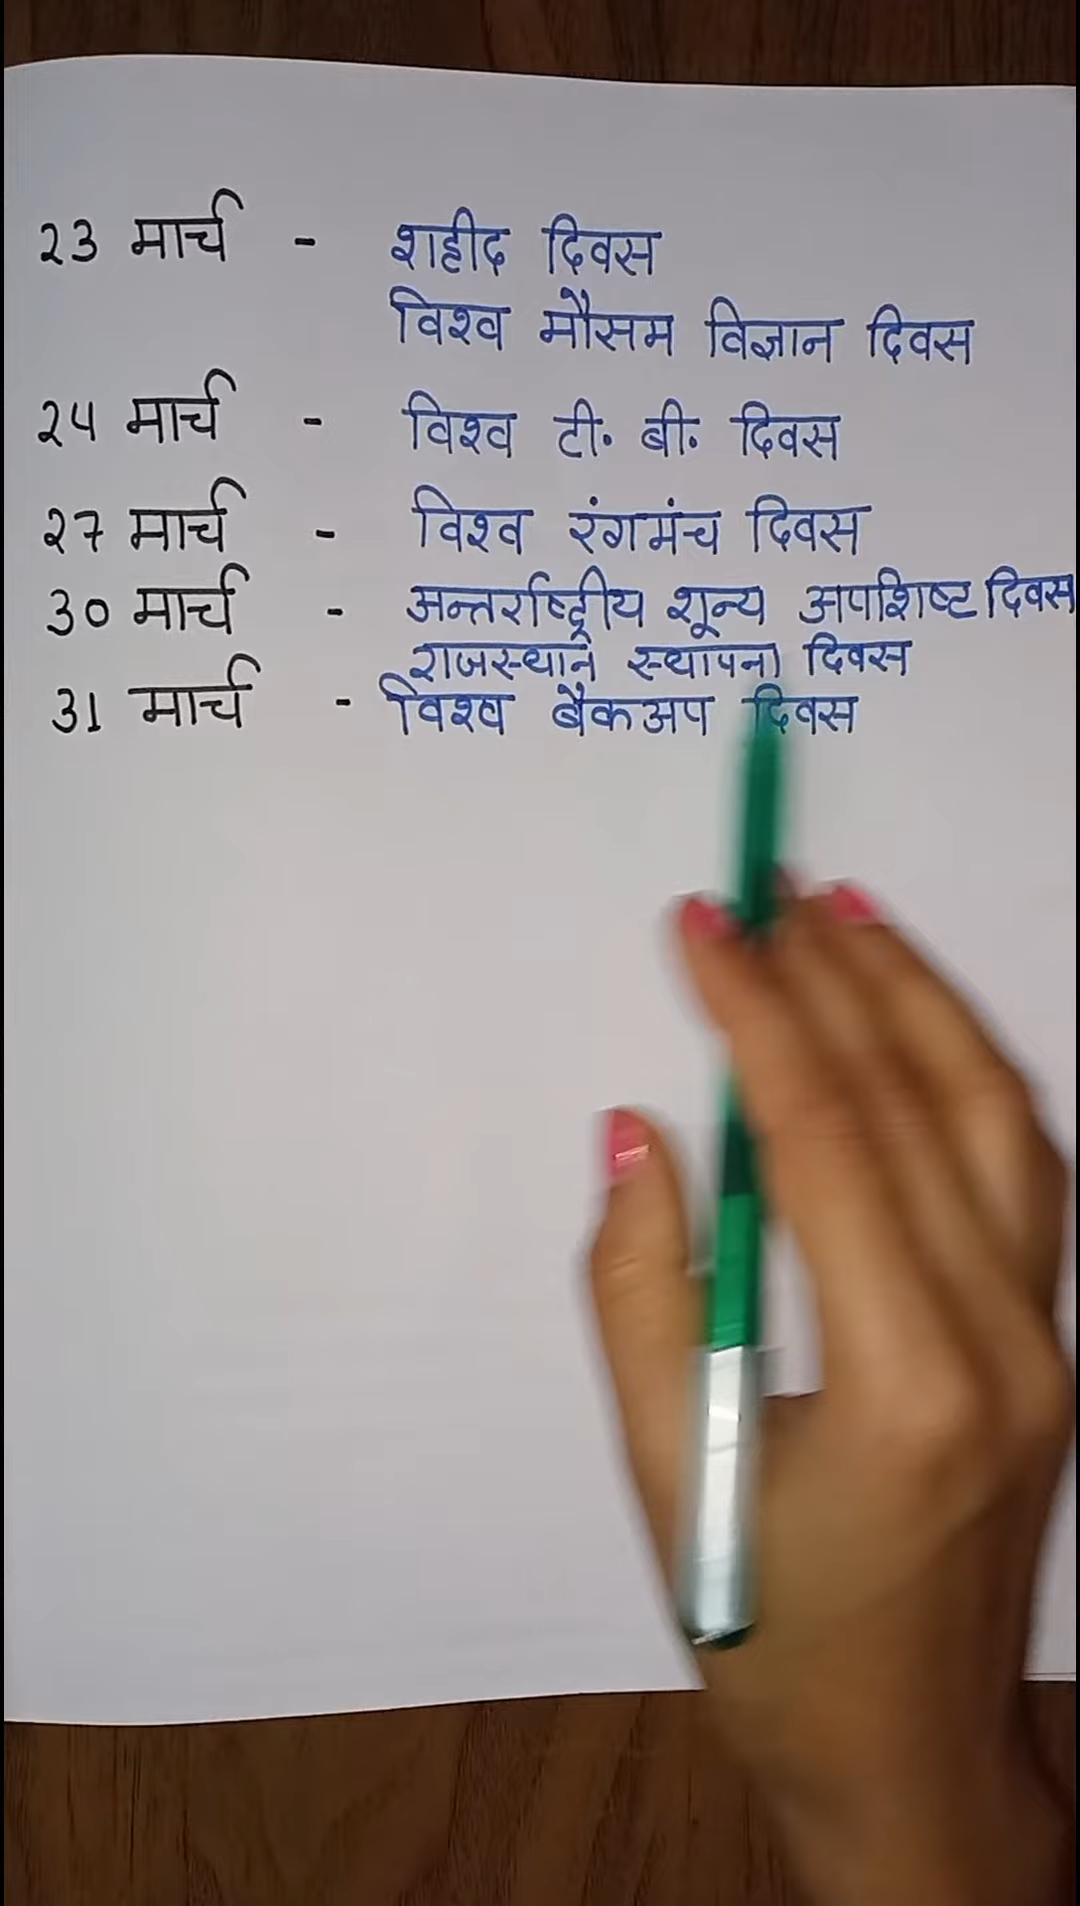 23 मार्च - शहीद दिवस
विश्व मौसम विज्ञान दिवस
24 मार्च - विश्व टी. बी. दिवस
27 मार्च - विश्व रंगमंच दिवस
30 मार्च - अन्तर्राष्ट्रीय शून्य अपशिष्ट दिवस
राजस्थान स्थापना दिवस
31 मार्च - विश्व बैकअप दिवस